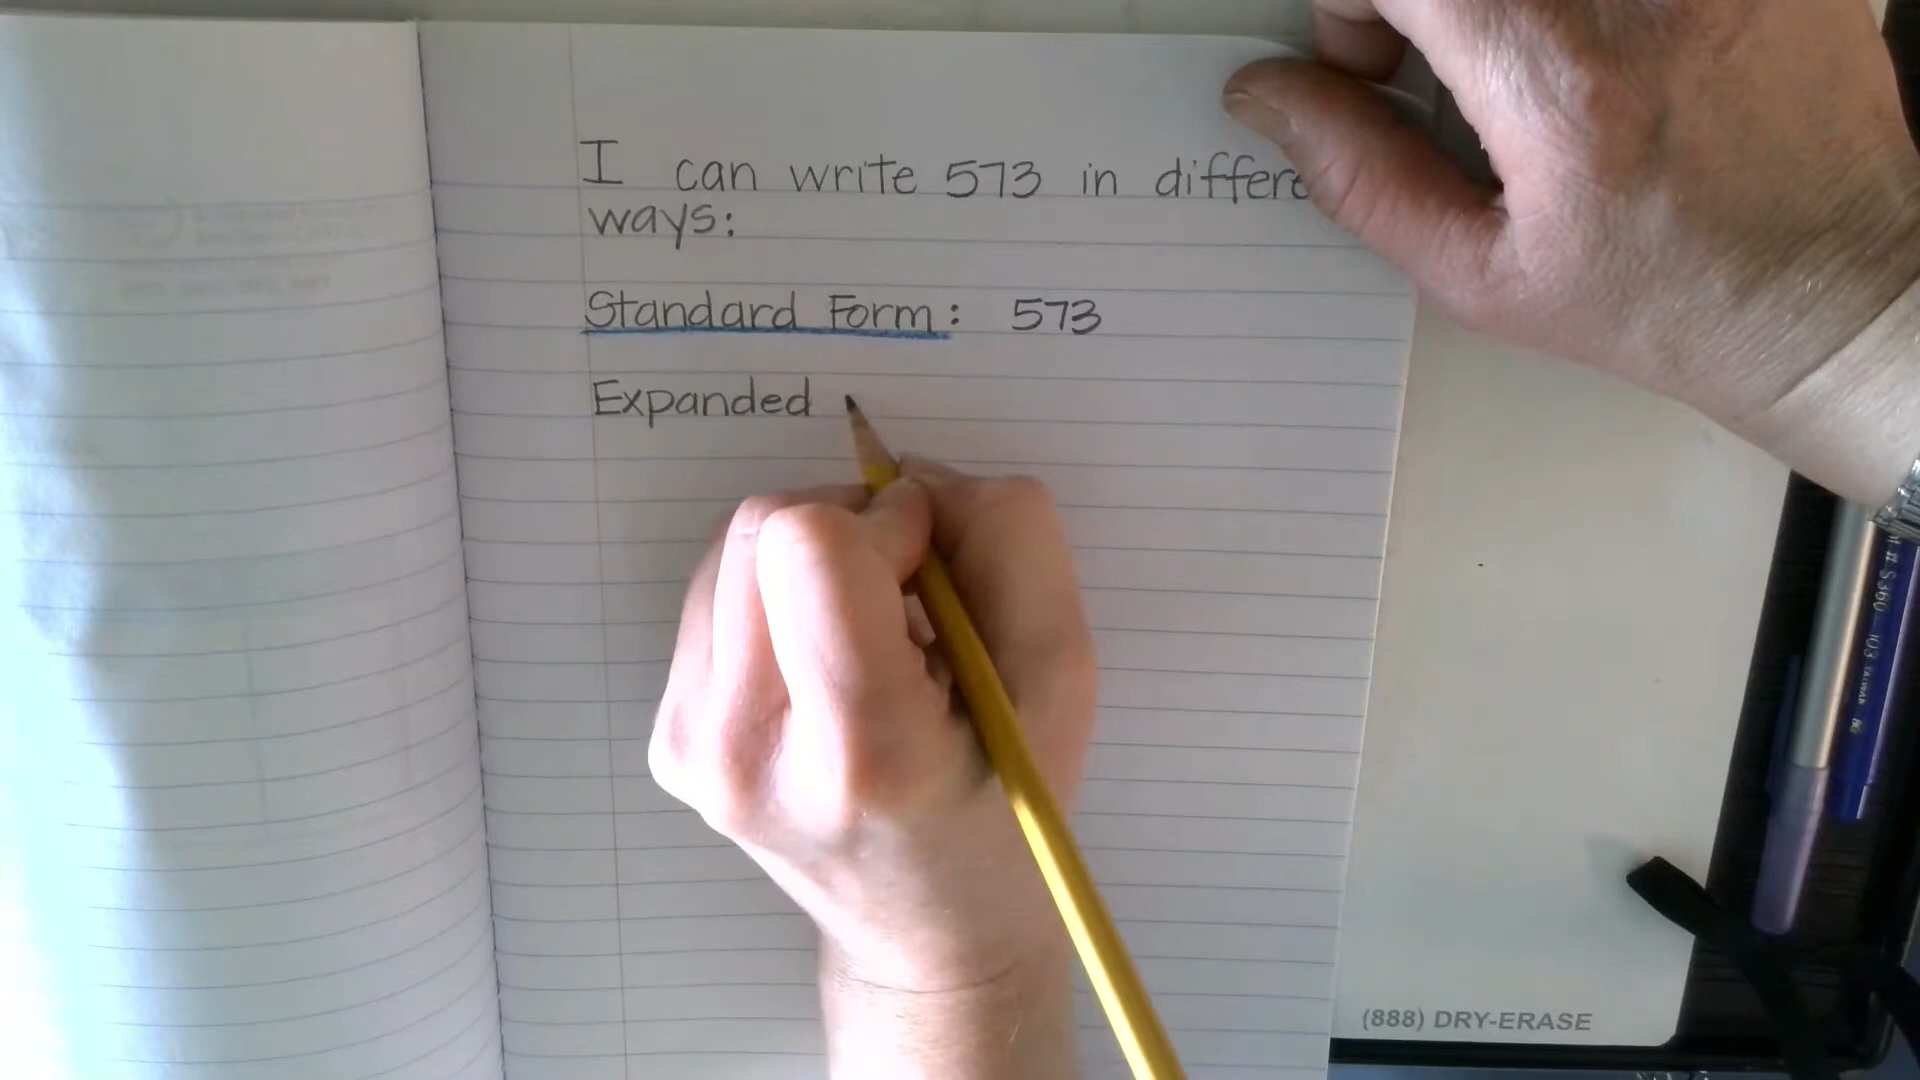 I can write 573 in differe
ways:
Standard Form: 573
Expanded
(888) DRY-ERASE